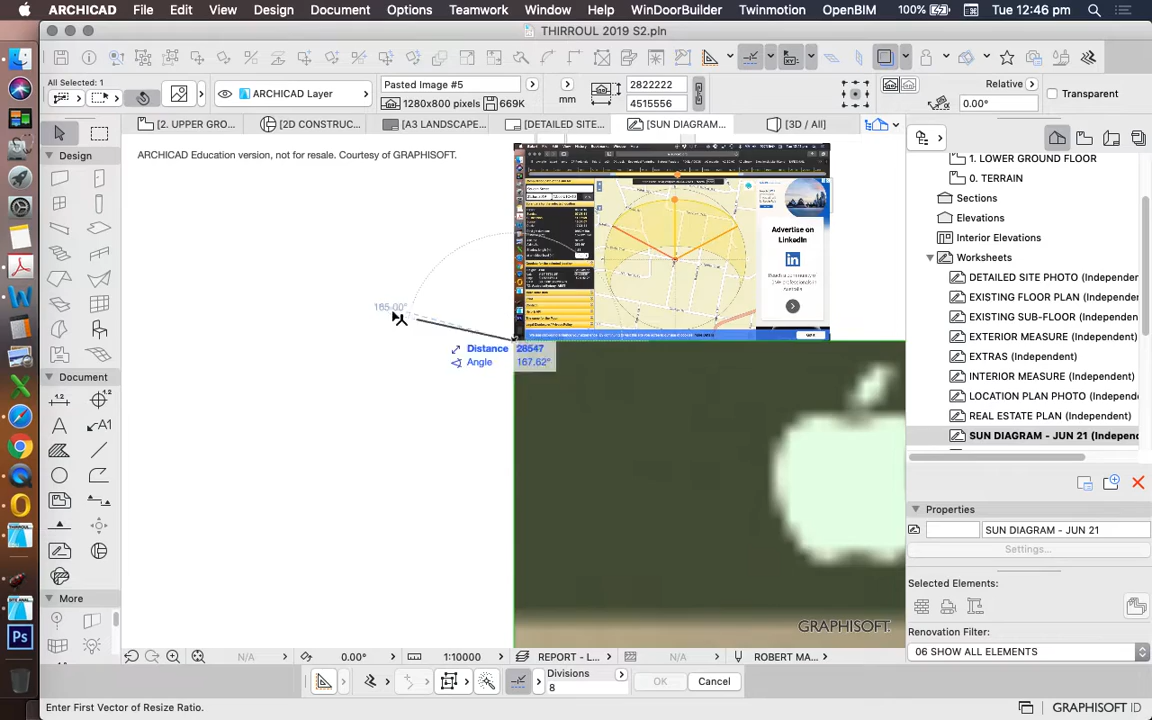 ARCHICAD File Edit View Design Document Options Teamwork Window Help WinDoorBuilder Twinmotion OpenBIM 100% Tue 12:46 pm
THIRROUL 2019 S2.pln
All Selected: 1
Pasted Image #5
2822222
Relative
ARCHICAD Layer
mm
1280x800 pixels
669K
4515556
0.00°
Transparent
[2. UPPER GRO...
[2D CONSTRUC...
[A3 LANDSCAPE...
[DETAILED SITE...
[SUN DIAGRAM...
[3D / All]
ARCHICAD Education version, not for resale. Courtesy of GRAPHISOFT.
Design
Document
More
Advertise on
LinkedIn
165.00°
Distance 28547
Angle 167.62°
GRAPHISOFT.
1. LOWER GROUND FLOOR
0. TERRAIN
Sections
Elevations
Interior Elevations
Worksheets
DETAILED SITE PHOTO (Independer
EXISTING FLOOR PLAN (Independen
EXISTING SUB-FLOOR (Independen
EXTERIOR MEASURE (Independent
EXTRAS (Independent)
INTERIOR MEASURE (Independent)
LOCATION PLAN PHOTO (Independe
REAL ESTATE PLAN (Independent)
SUN DIAGRAM - JUN 21 (Independ
Properties
SUN DIAGRAM - JUN 21
Settings...
Selected Elements:
Renovation Filter:
06 SHOW ALL ELEMENTS
N/A
0.00°
1:10000
REPORT - L...
N/A
ROBERT MA...
Divisions
8
OK
Cancel
Enter First Vector of Resize Ratio.
GRAPHISOFT ID